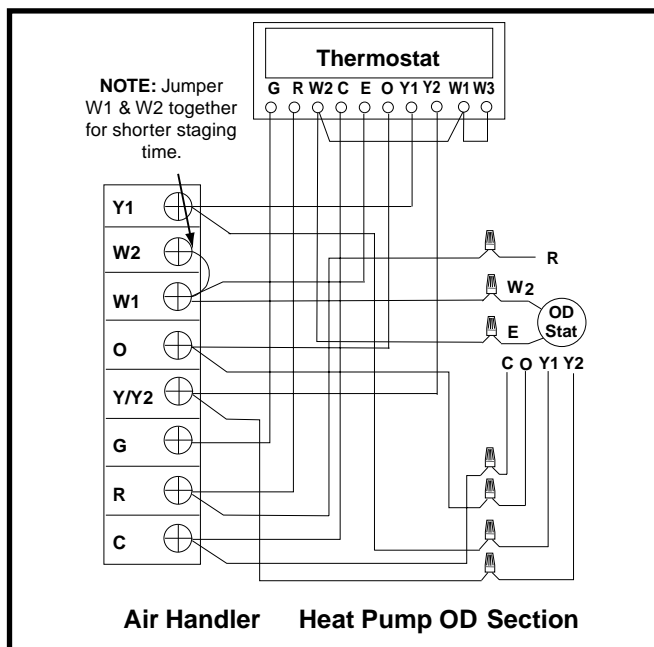 Thermostat
G R W2 C E O Y1 Y2 W1 W3
NOTE: Jumper
W1 & W2 together
for shorter staging
time.
Y1
W2
W1
O
Y/Y2
G
R
C
R
W2
OD
Stat
E
C O Y1 Y2
Air Handler Heat Pump OD Section